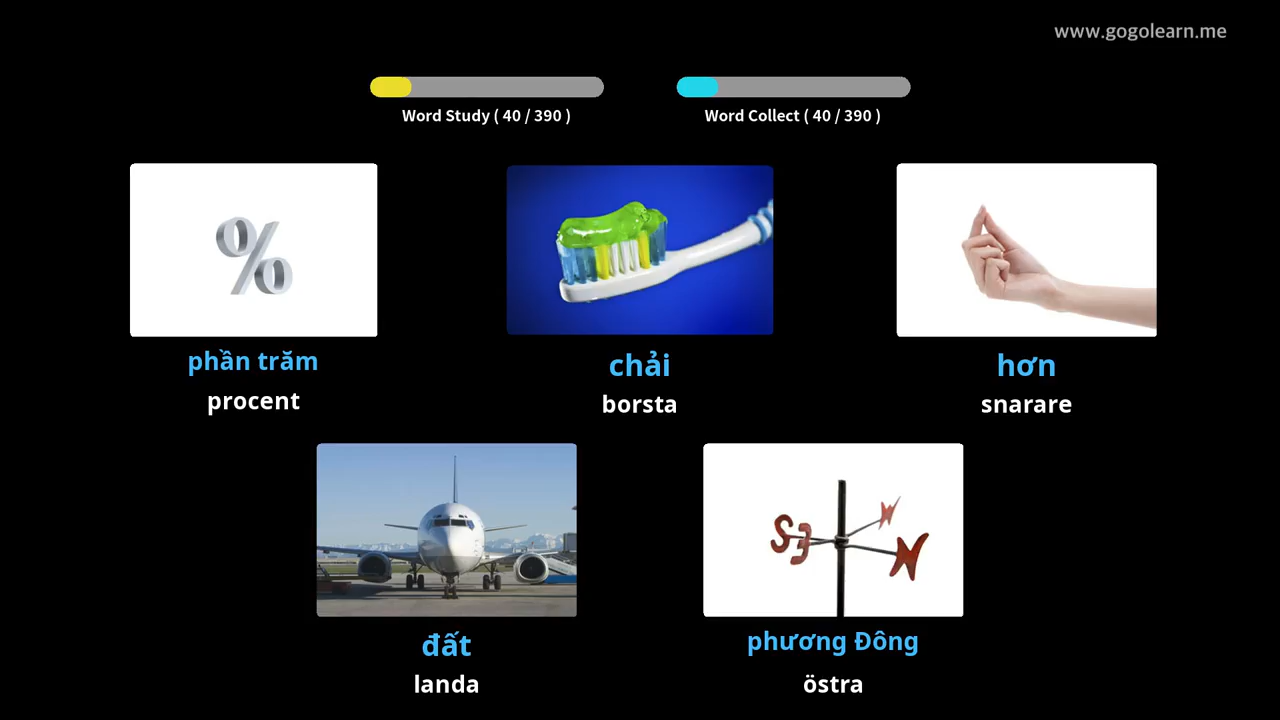 www.gogolearn.me
Word Study ( 40 / 390 )
Word Collect ( 40 / 390 )
%
phần trăm
procent
chải
borsta
hơn
snarare
đất
landa
S E N W
phương Đông
östra